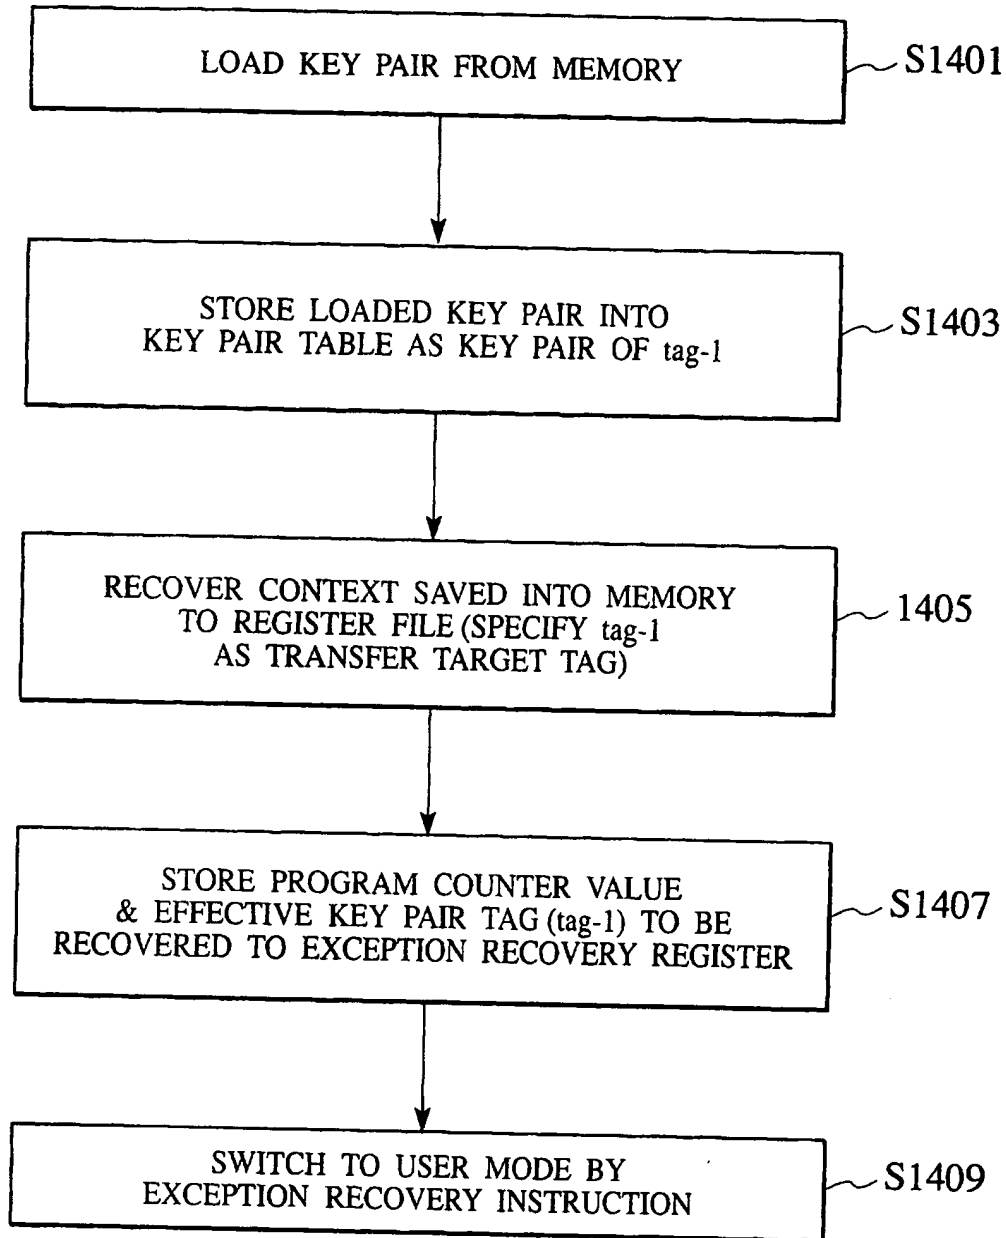 LOAD KEY PAIR FROM MEMORY
S1401
STORE LOADED KEY PAIR INTO
KEY PAIR TABLE AS KEY PAIR OF tag-1
S1403
RECOVER CONTEXT SAVED INTO MEMORY
TO REGISTER FILE (SPECIFY tag-1
AS TRANSFER TARGET TAG)
1405
STORE PROGRAM COUNTER VALUE
& EFFECTIVE KEY PAIR TAG (tag-1) TO BE
RECOVERED TO EXCEPTION RECOVERY REGISTER
S1407
SWITCH TO USER MODE BY
EXCEPTION RECOVERY INSTRUCTION
S1409